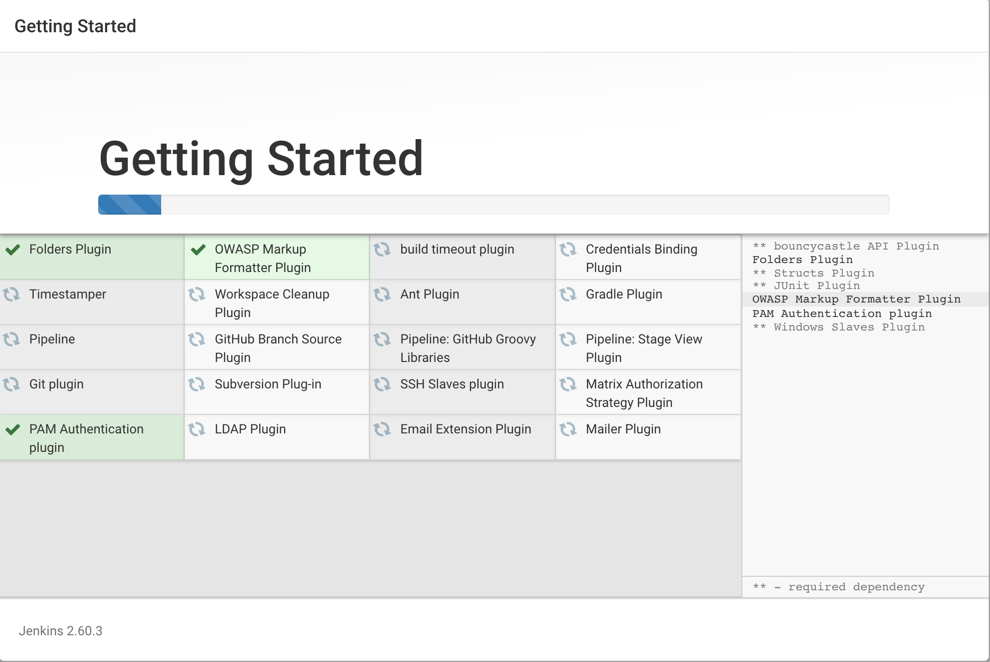 Getting Started
Getting Started
Folders Plugin
OWASP Markup
Formatter Plugin
build timeout plugin
Credentials Binding
Plugin
Timestamper
Workspace Cleanup
Plugin
Ant Plugin
Gradle Plugin
Pipeline
GitHub Branch Source
Plugin
Pipeline: GitHub Groovy
Libraries
Pipeline: Stage View
Plugin
Git plugin
Subversion Plug-in
SSH Slaves plugin
Matrix Authorization
Strategy Plugin
PAM Authentication
plugin
LDAP Plugin
Email Extension Plugin
Mailer Plugin
** bouncycastle API Plugin
Folders Plugin
** Structs Plugin
** JUnit Plugin
OWASP Markup Formatter Plugin
PAM Authentication plugin
** Windows Slaves Plugin
** - required dependency
Jenkins 2.60.3